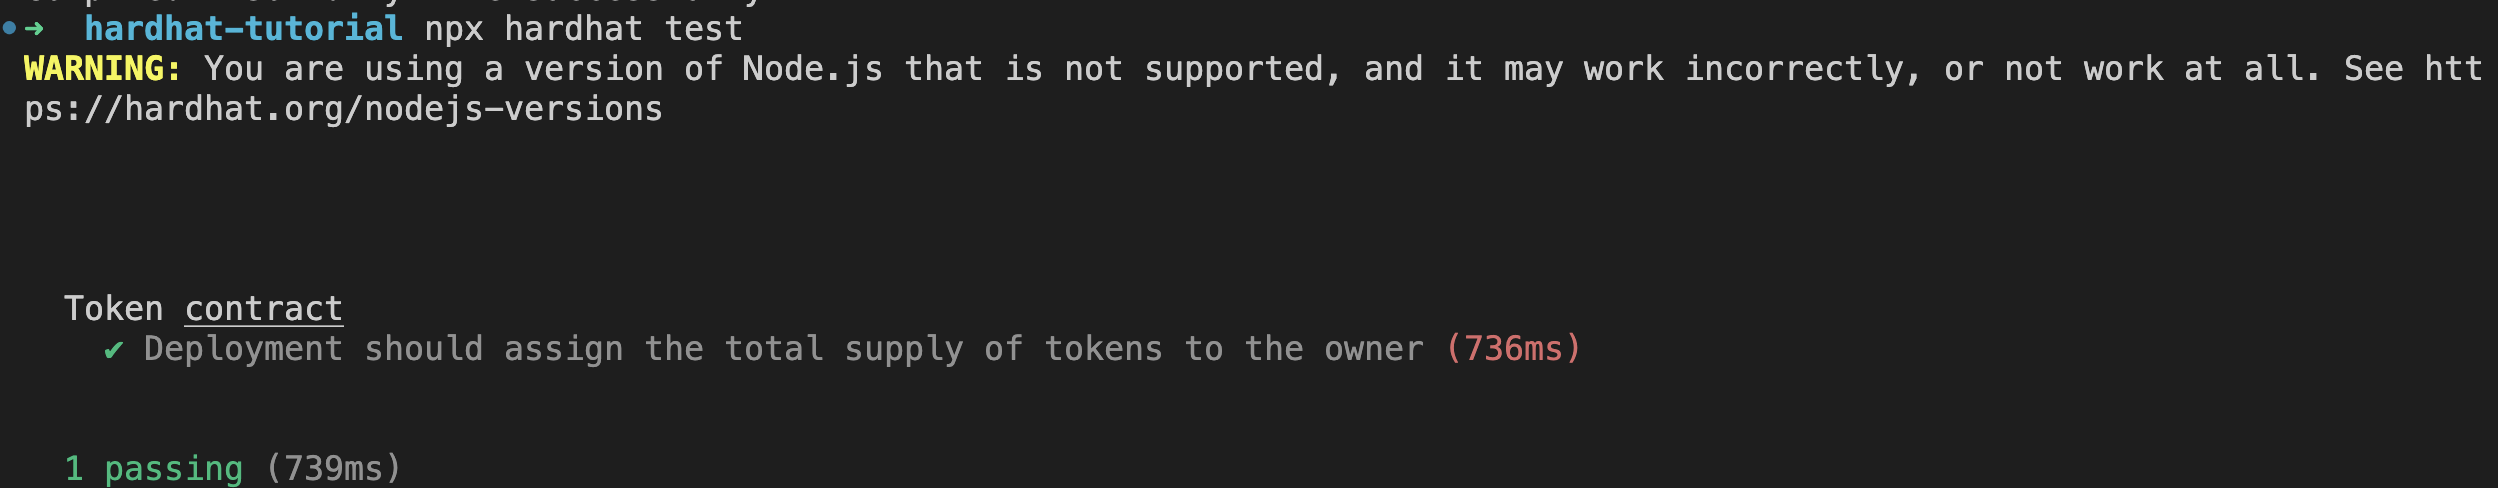 ➜ hardhat-tutorial npx hardhat test
WARNING: You are using a version of Node.js that is not supported, and it may work incorrectly, or not work at all. See htt
ps://hardhat.org/nodejs-versions
Token contract
✔ Deployment should assign the total supply of tokens to the owner (736ms)
1 passing (739ms)